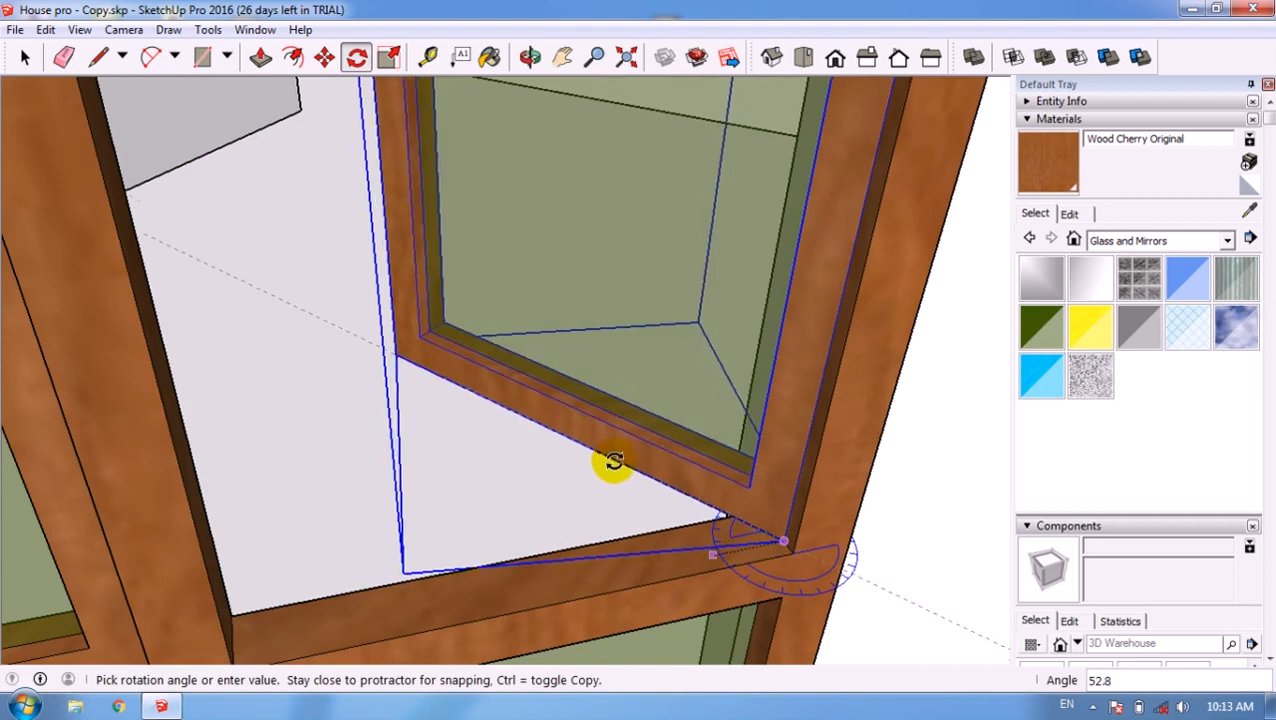 House pro - Copy.skp - SketchUp Pro 2016 (26 days left in TRIAL)
File Edit View Camera Draw Tools Window Help
A1
Default Tray
Entity Info
Materials
Wood Cherry Original
Select Edit
Glass and Mirrors
Components
Select Edit Statistics
3D Warehouse
Pick rotation angle or enter value. Stay close to protractor for snapping, Ctrl = toggle Copy.
Angle 52.8
EN 10:13 AM